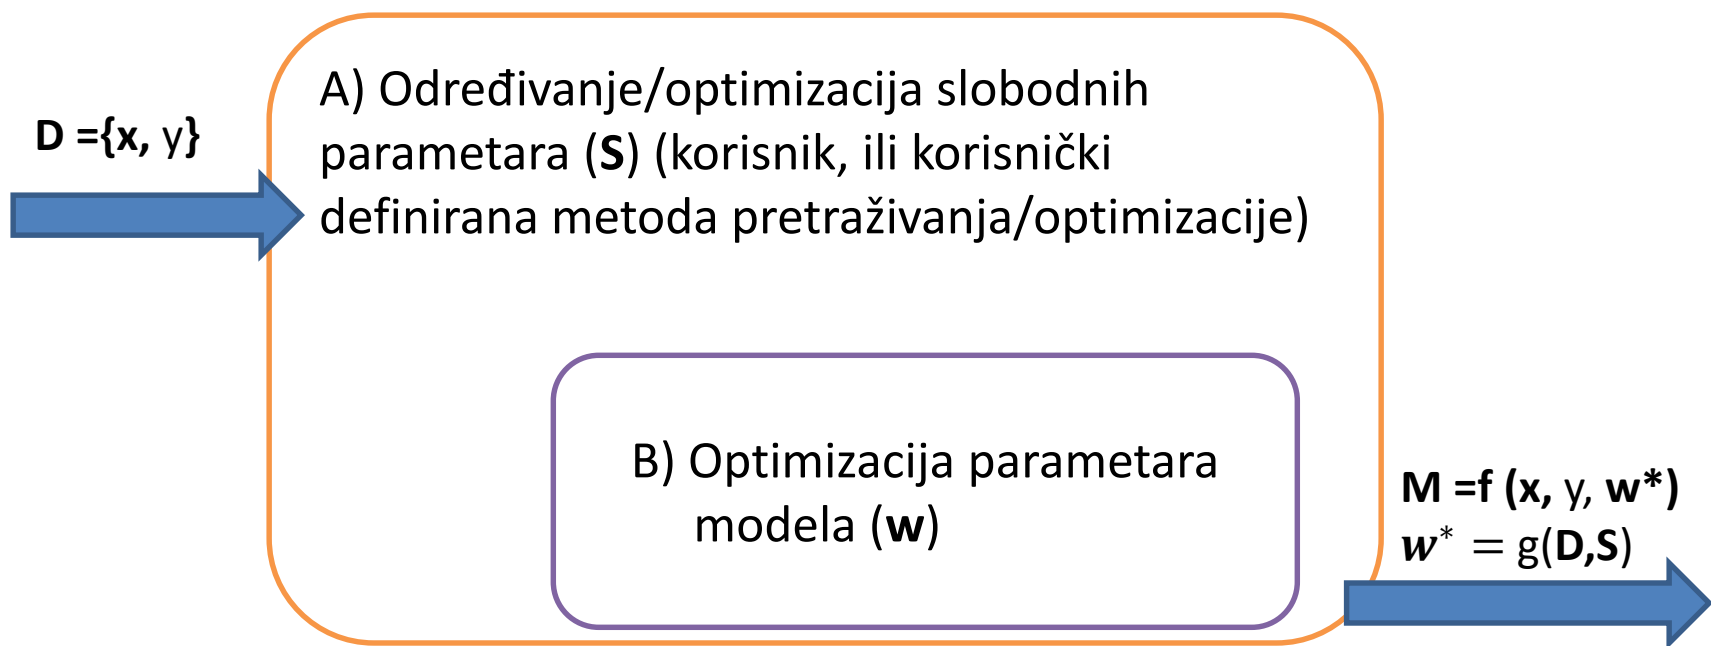 D ={x, y}
A) Određivanje/optimizacija slobodnih
parametara (S) (korisnik, ili korisnički
definirana metoda pretraživanja/optimizacije)
B) Optimizacija parametara
modela (w)
M =f (x, y, w*)
w* = g(D,S)